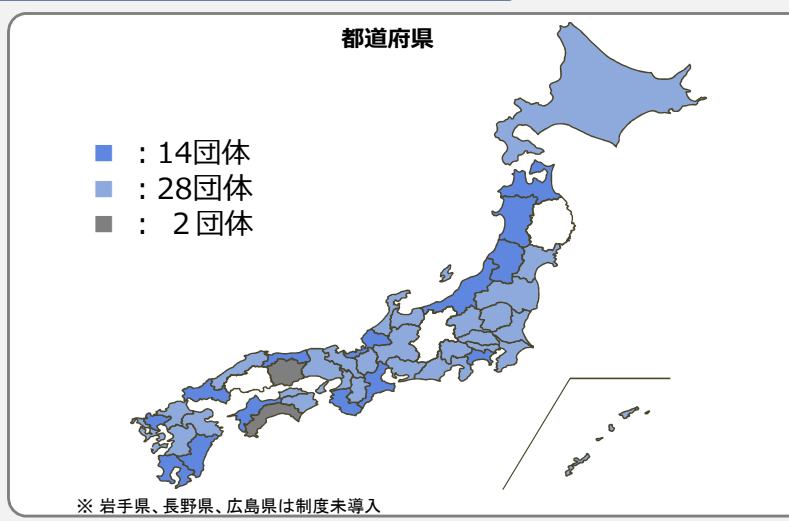 都道府県
■ ：14団体
■ ：28団体
■ ： ２団体
※ 岩手県、長野県、広島県は制度未導入